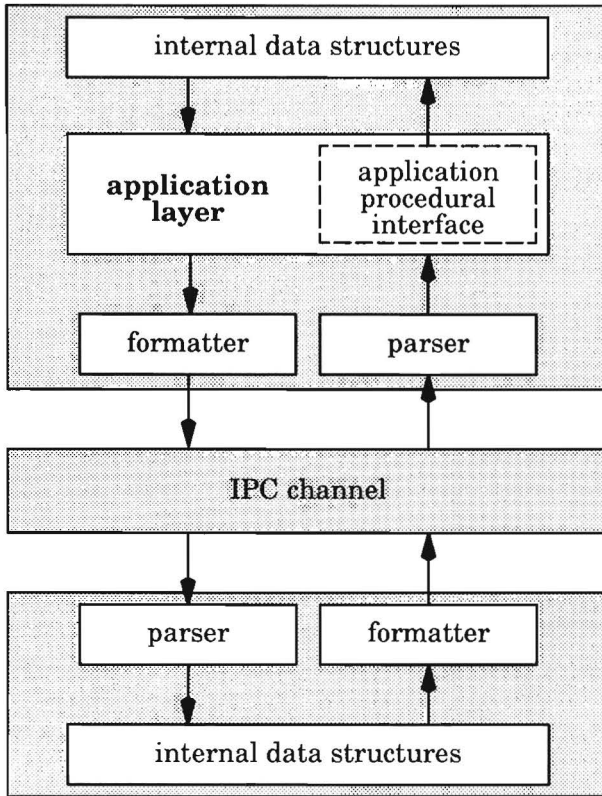 internal data structures
application
layer
application
procedural
interface
formatter
parser
IPC channel
parser
formatter
internal data structures